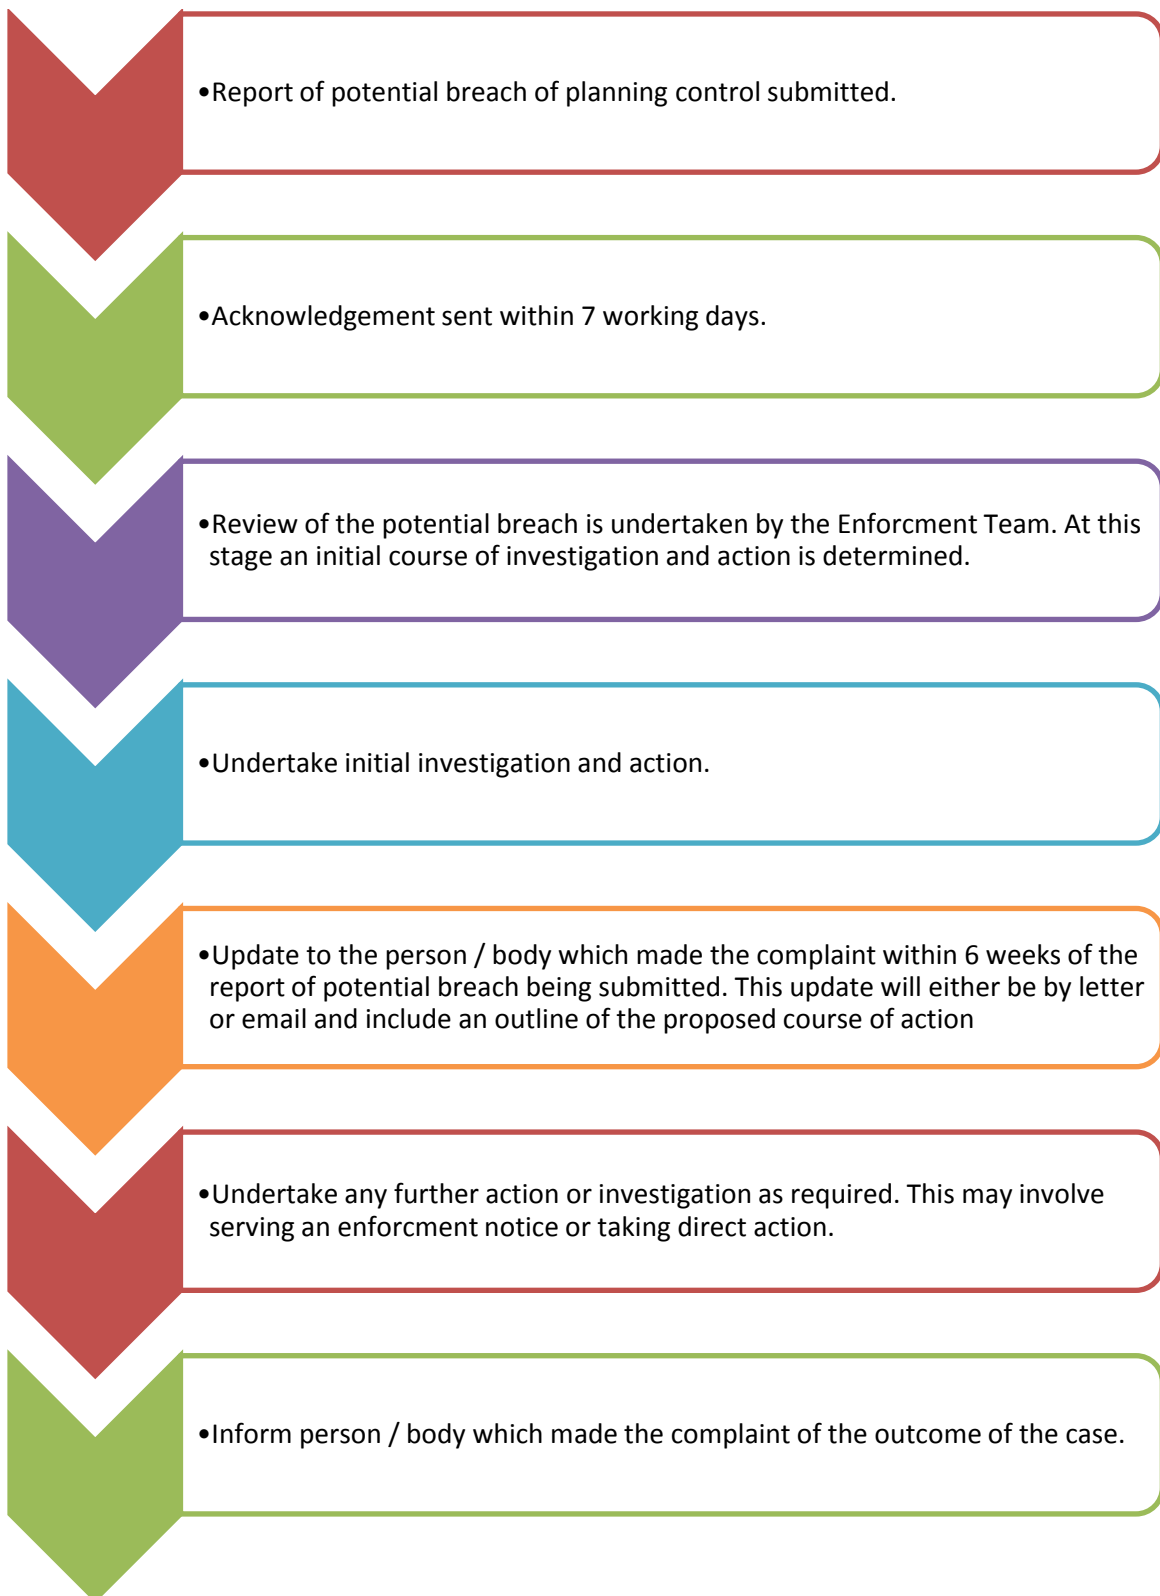 •Report of potential breach of planning control submitted.
•Acknowledgement sent within 7 working days.
•Review of the potential breach is undertaken by the Enforcment Team. At this
stage an initial course of investigation and action is determined.
•Undertake initial investigation and action.
•Update to the person / body which made the complaint within 6 weeks of the
report of potential breach being submitted. This update will either be by letter
or email and include an outline of the proposed course of action
•Undertake any further action or investigation as required. This may involve
serving an enforcment notice or taking direct action.
•Inform person / body which made the complaint of the outcome of the case.